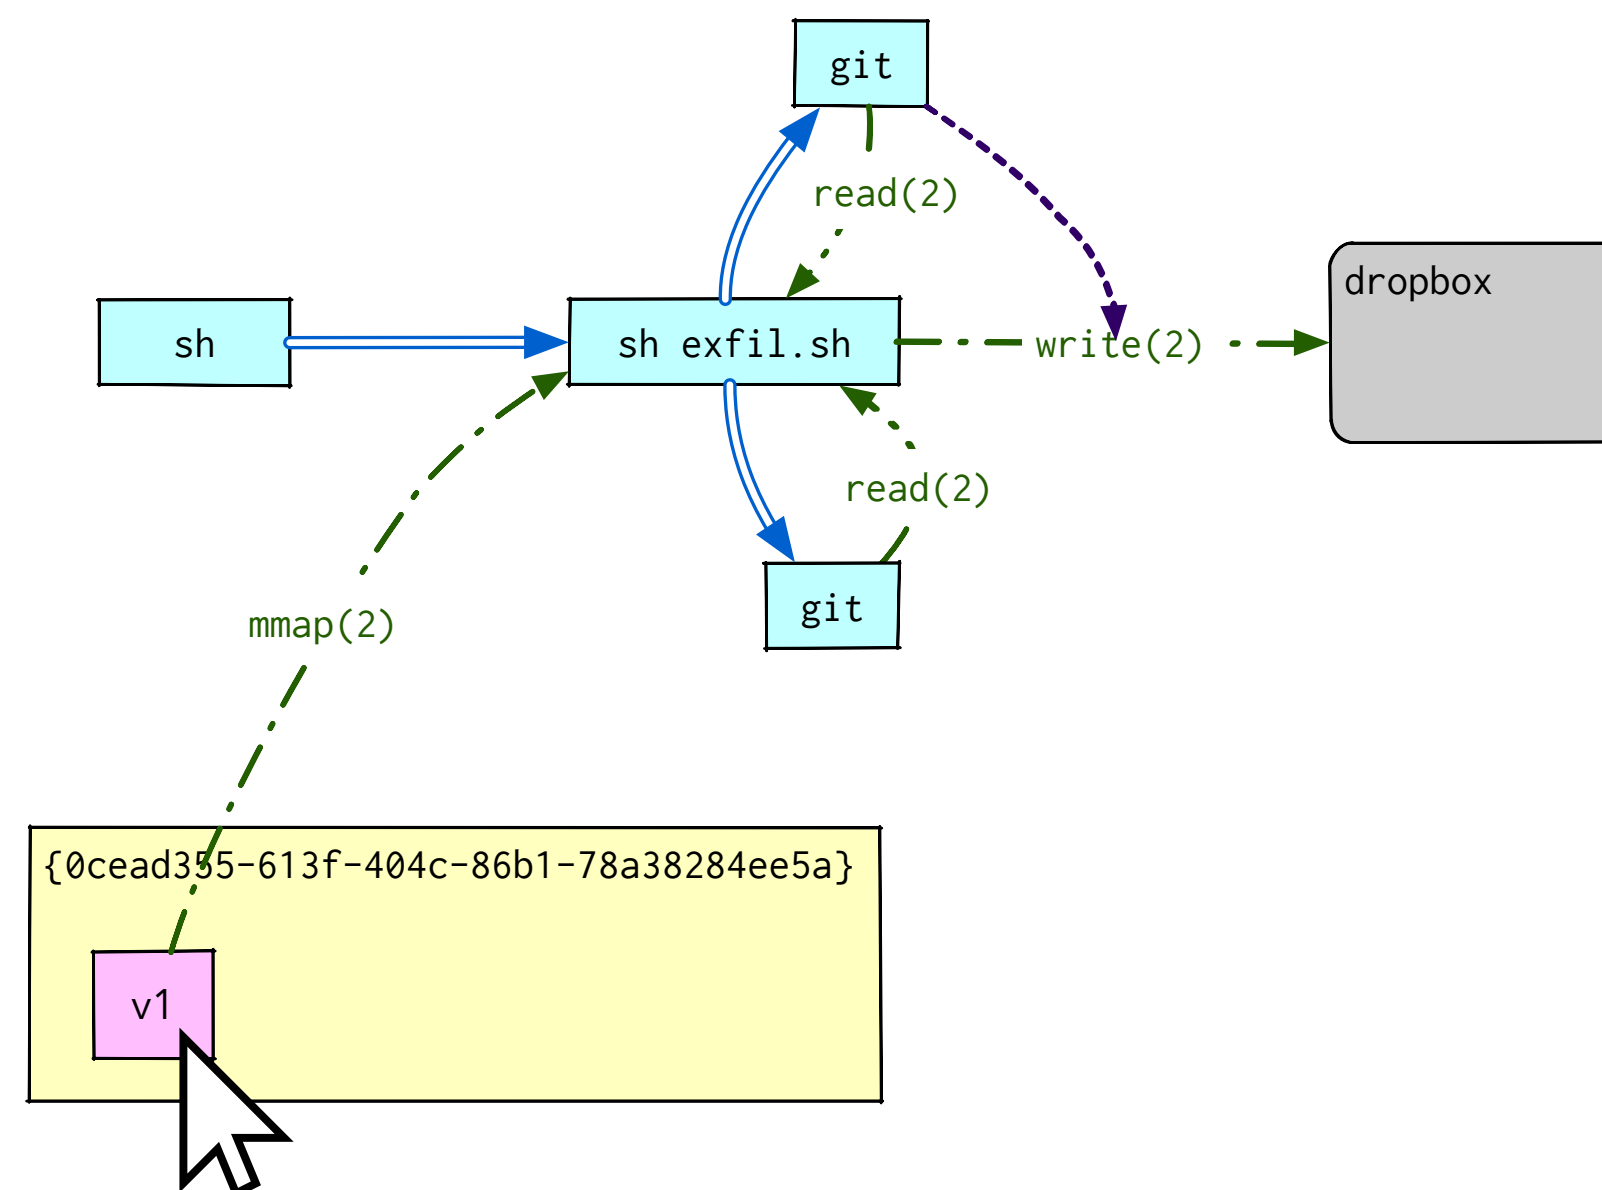 git
read(2)
dropbox
sh
sh exfil.sh
write(2)
read(2)
git
mmap(2)
{0cead355-613f-404c-86b1-78a38284ee5a}
v1